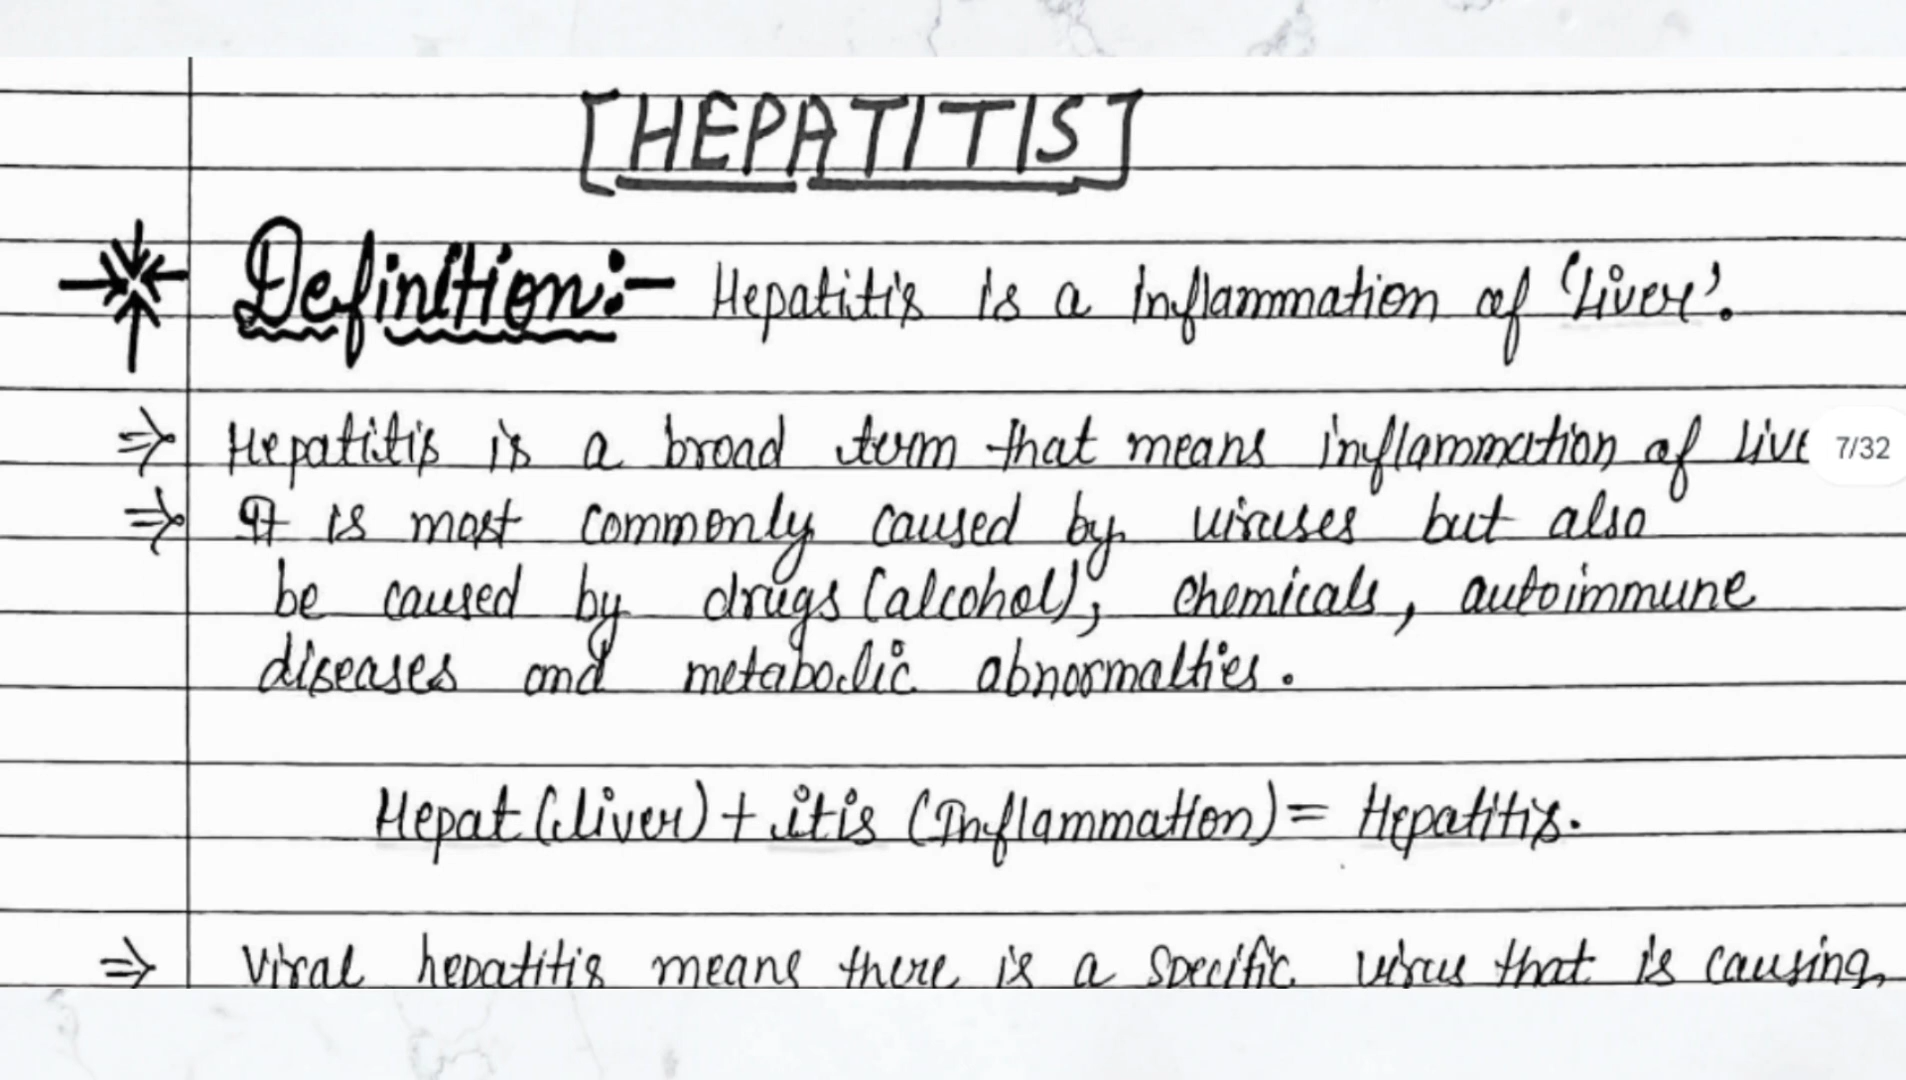 [HEPATITIS]
Definition:- Hepatitis is a Inflammation of 'Liver'.
⇒ Hepatitis is a broad term that means inflammation of Live
7/32
⇒ It is most commonly caused by viruses but also
be caused by drugs (alcohol), chemicals, autoimmune
diseases and metabolic abnormalties.
Hepat (liver) + itis (Inflammation) = Hepatitis.
⇒ Viral hepatitis means there is a specific virus that is causing